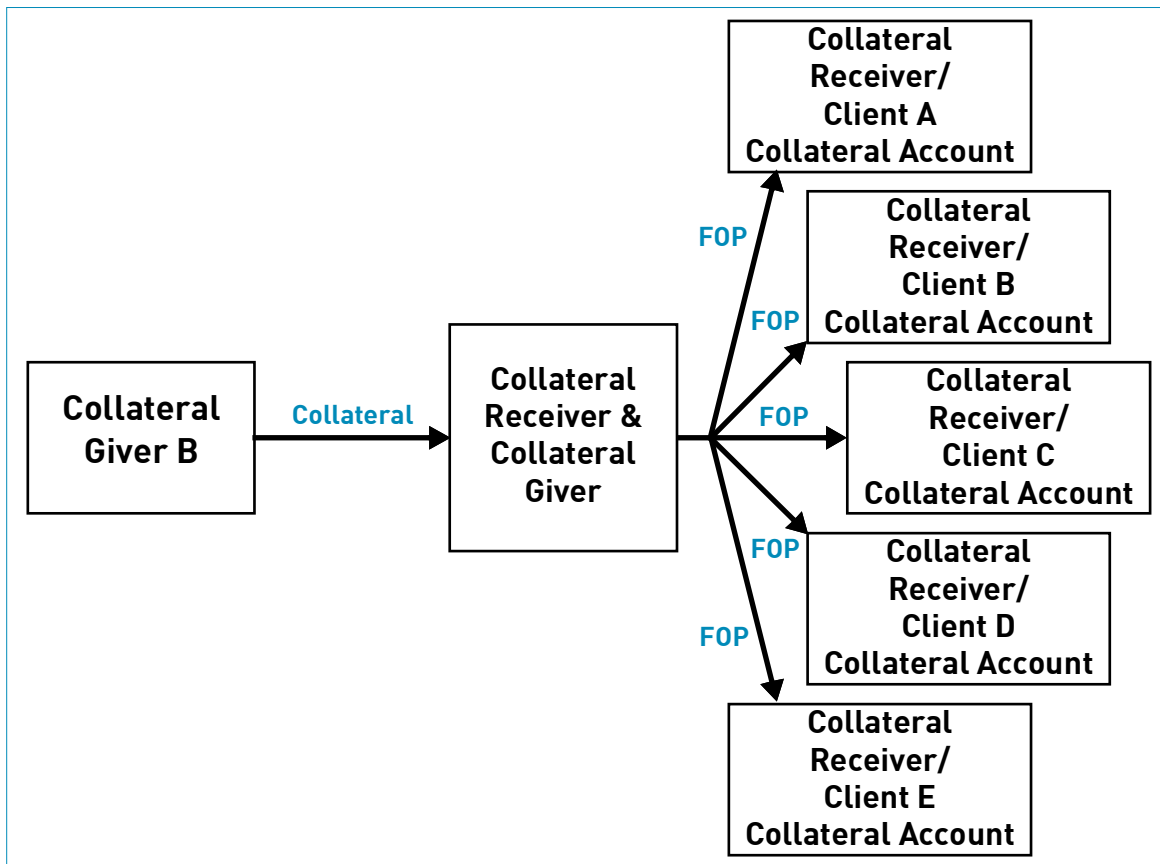 Collateral
Giver B
Collateral
Collateral
Receiver &
Collateral
Giver
FOP
FOP
FOP
FOP
FOP
Collateral
Receiver/
Client A
Collateral Account
Collateral
Receiver/
Client B
Collateral Account
Collateral
Receiver/
Client C
Collateral Account
Collateral
Receiver/
Client D
Collateral Account
Collateral
Receiver/
Client E
Collateral Account